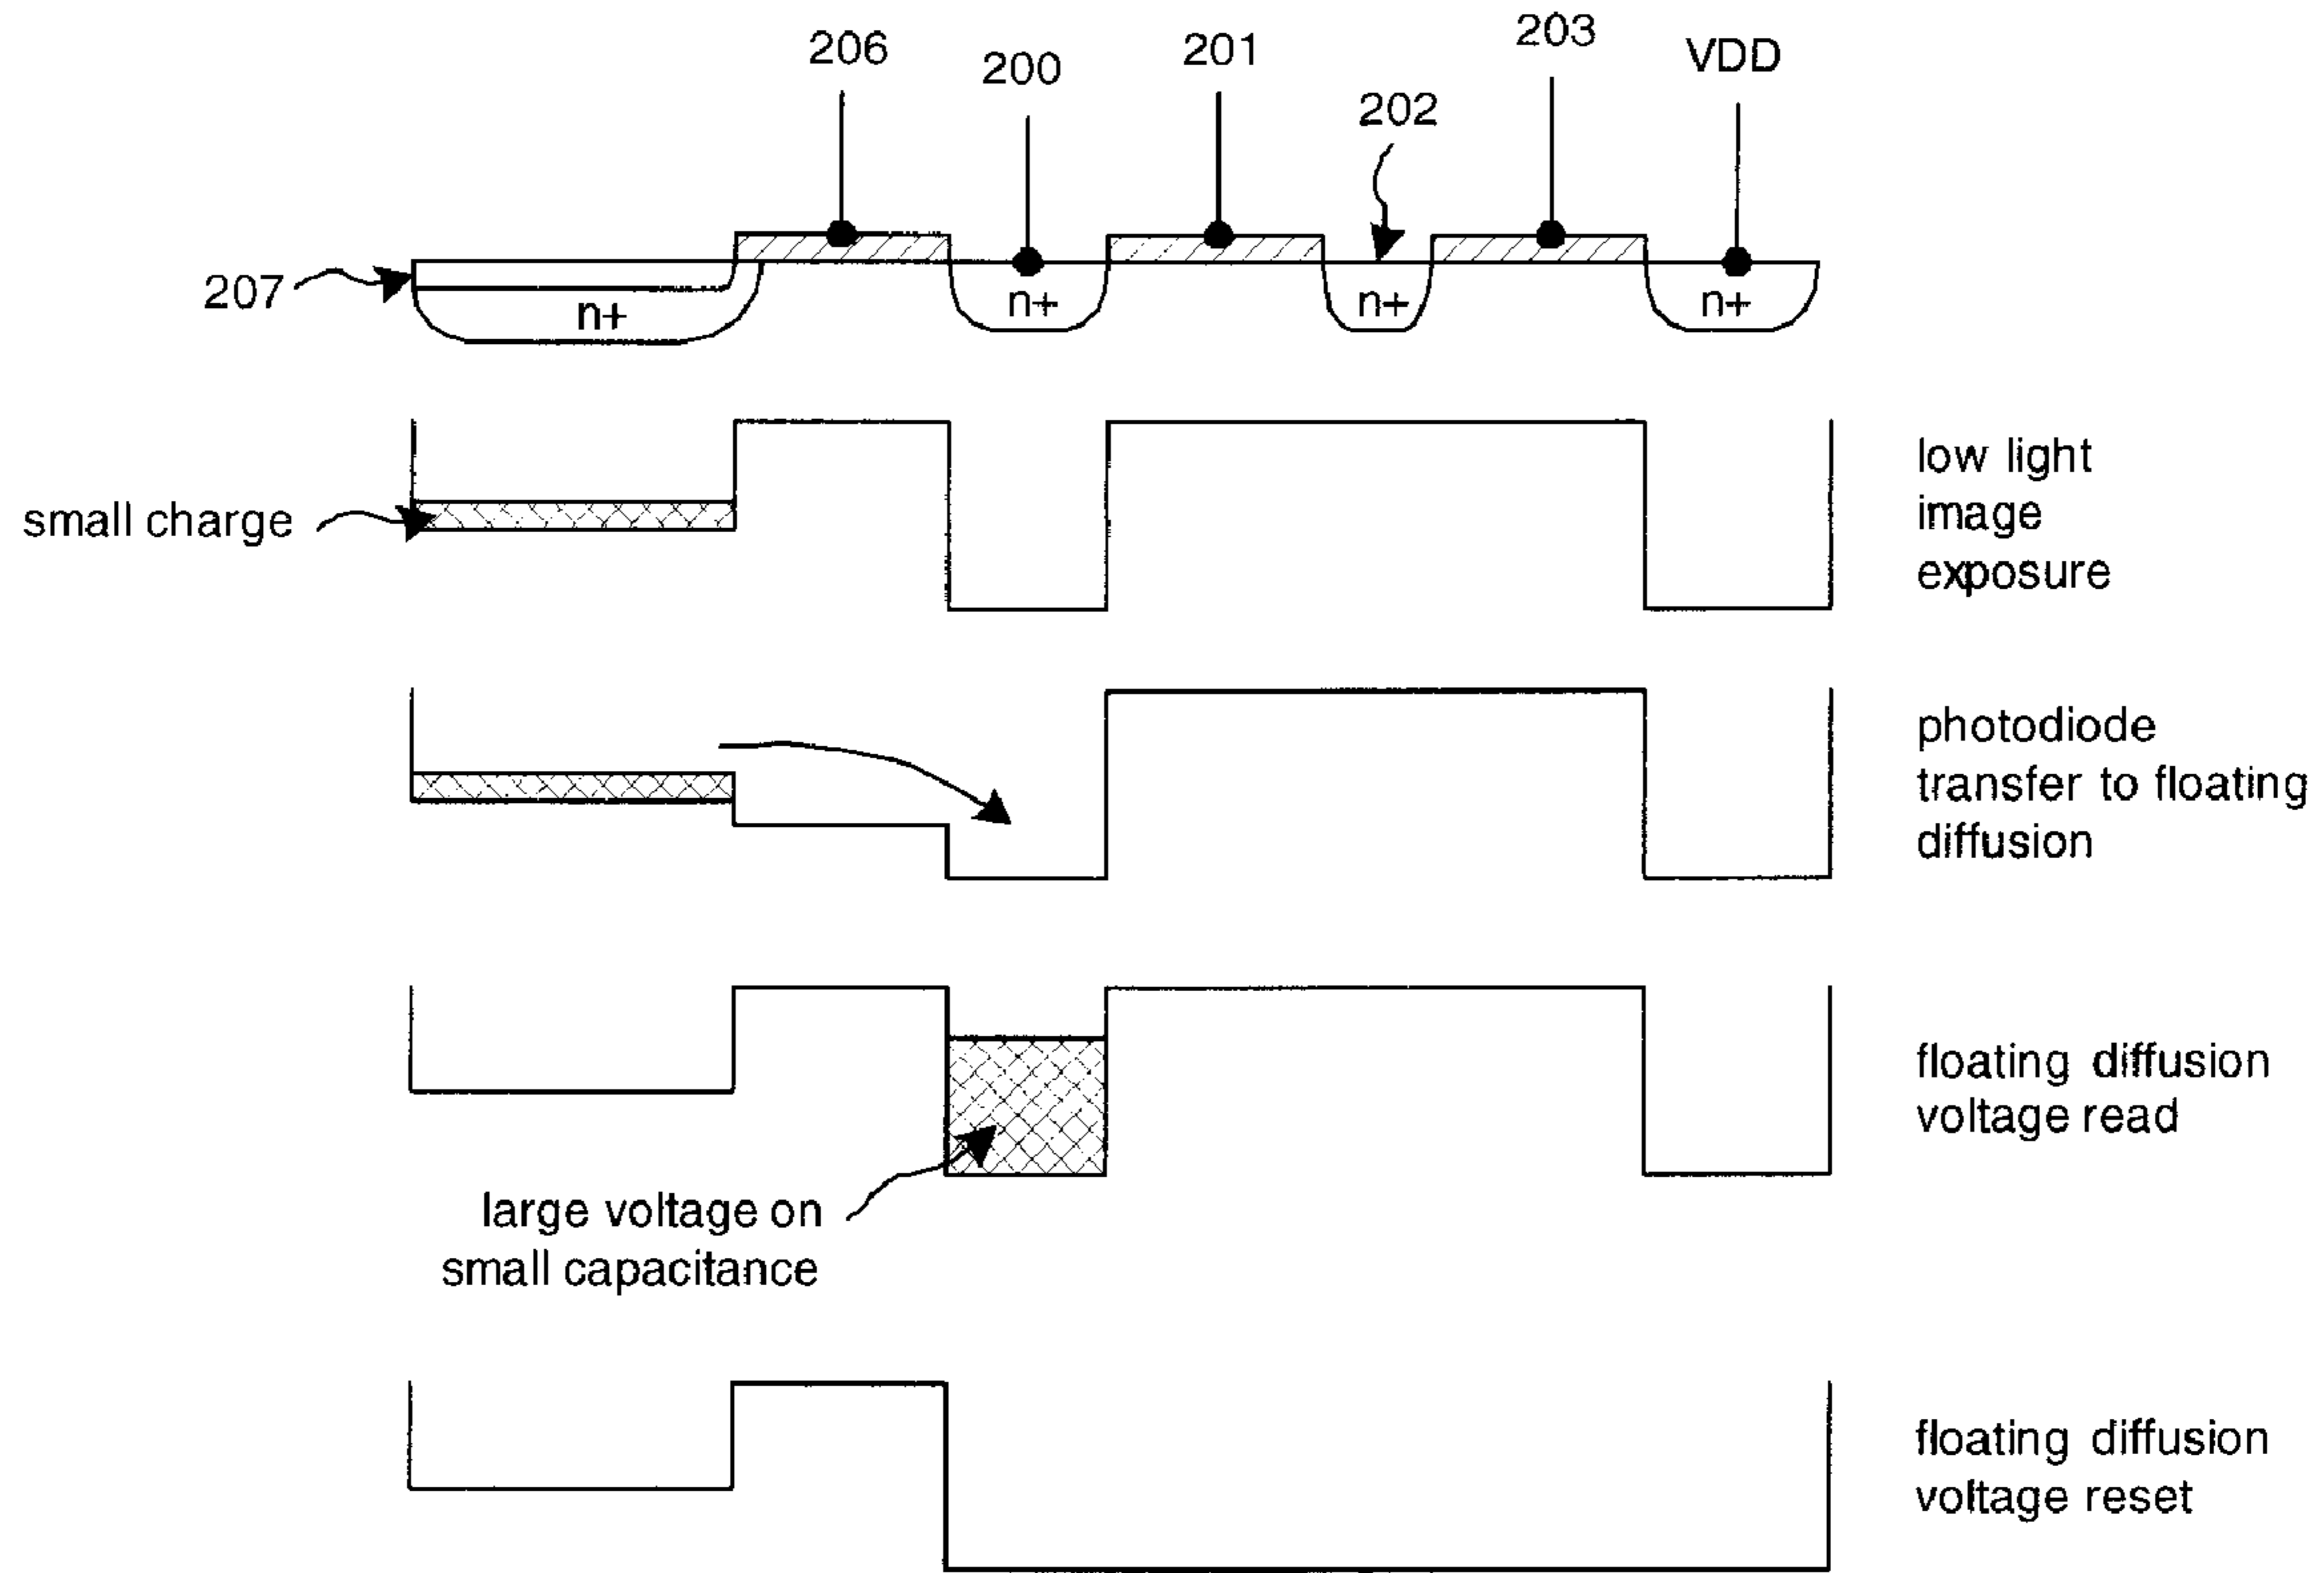 206
200
201
203
VDD
202
207
n+
n+
n+
n+
low light
image
exposure
small charge
photodiode
transfer to floating
diffusion
floating diffusion
voltage read
large voltage on
small capacitance
floating diffusion
voltage reset